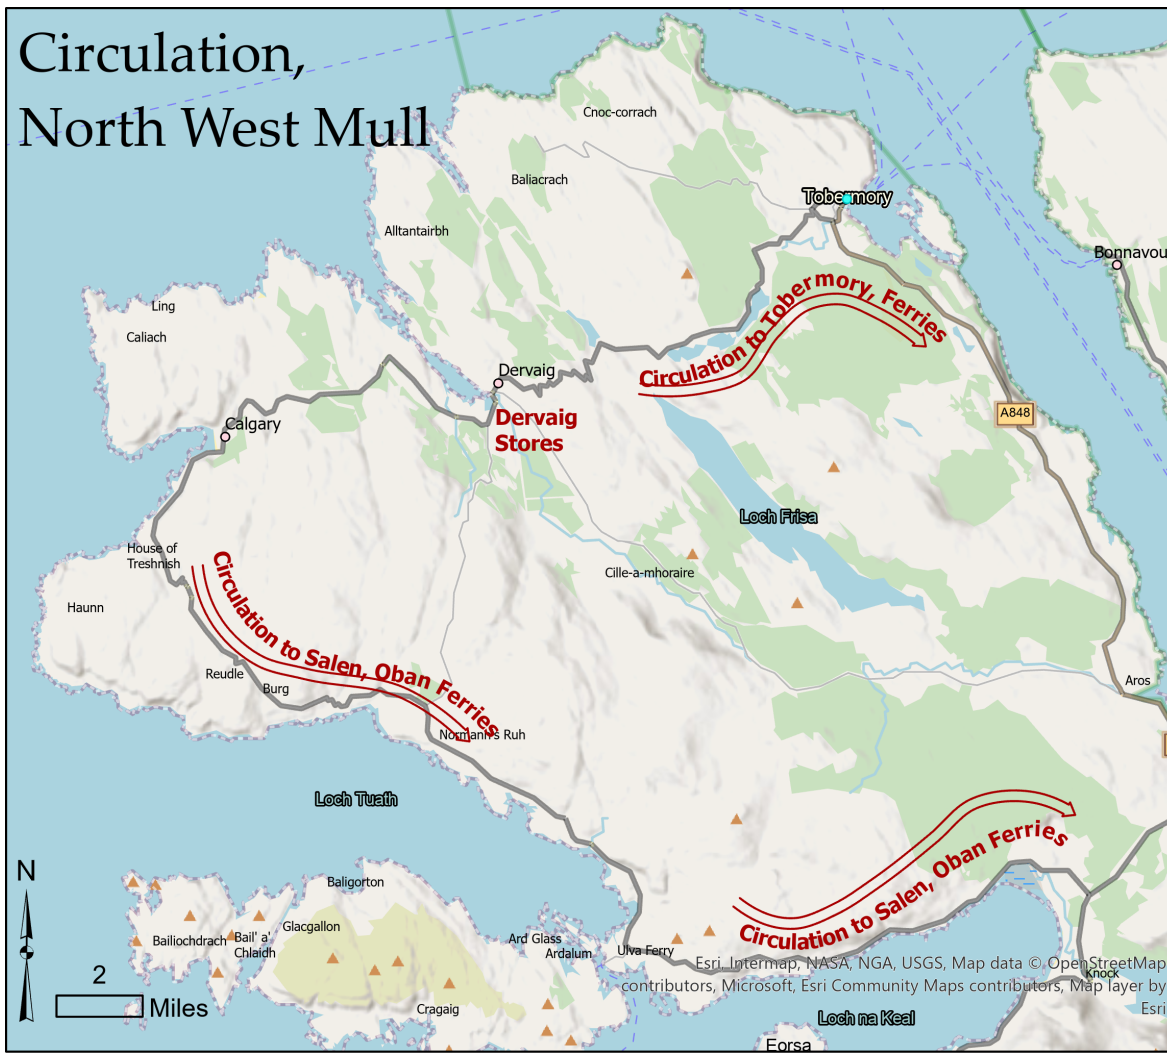 Circulation,
North West Mull
Cnoc-corrach
Baliacrach
Tobermory
Alltantairbh
Bonnavou
Ling
Caliach
Circulation to Tobermory, Ferries
Dervaig
Calgary
Dervaig
Stores
A848
Loch Frisa
House of
Treshnish
Cille-a-mhoraire
Haunn
Circulation to Salen, Oban Ferries
Reudle
Burg
Aros
Normann's Ruh
Loch Tuath
Circulation to Salen, Oban Ferries
N
Baligorton
Glacgallon
Bailiochdrach
Bail' a'
Chlaidh
Ard Glass
Ardalum
Ulva Ferry
Knock
2
Miles
Cragaig
Esri, Intermap, NASA, NGA, USGS, Map data © OpenStreetMap
contributors, Microsoft, Esri Community Maps contributors, Map layer by
Esri
Loch na Keal
Eorsa